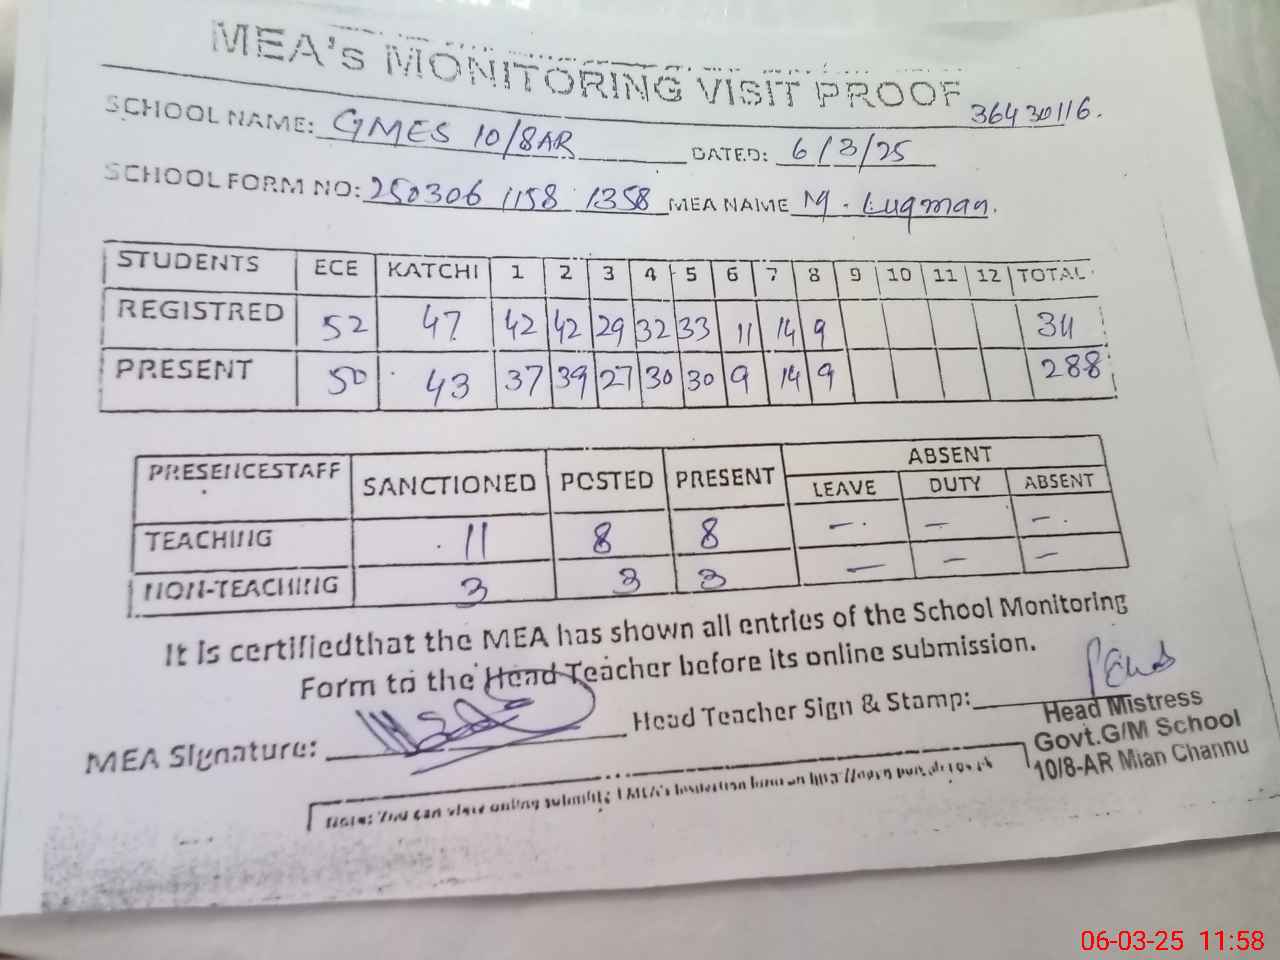 MEA's MONITORING VISIT PROOF
36430116.
SCHOOL NAME: GMES 10/8AR DATED: 6/3/25
SCHOOL FORM NO: 250306 1158 1358 MEA NAME M. Luqman.
STUDENTS ECE KATCHI 1 2 3 4 5 6 7 8 9 10 11 12 TOTAL
REGISTRED 52 47 42 42 29 32 33 11 14 9 311
PRESENT 50 43 37 39 27 30 30 9 14 9 288
PRESENCESTAFF SANCTIONED POSTED PRESENT ABSENT
LEAVE DUTY ABSENT
TEACHING 11 8 8 - - -
NON-TEACHING 3 3 3 - - -
It is certifiedthat the MEA has shown all entries of the School Monitoring
Form to the Head Teacher before its online submission.
MEA Signature: Head Teacher Sign & Stamp:
Head Mistress
Govt.G/M School
10/8-AR Mian Channu
Note: You can view online MEA's
06-03-25 11:58